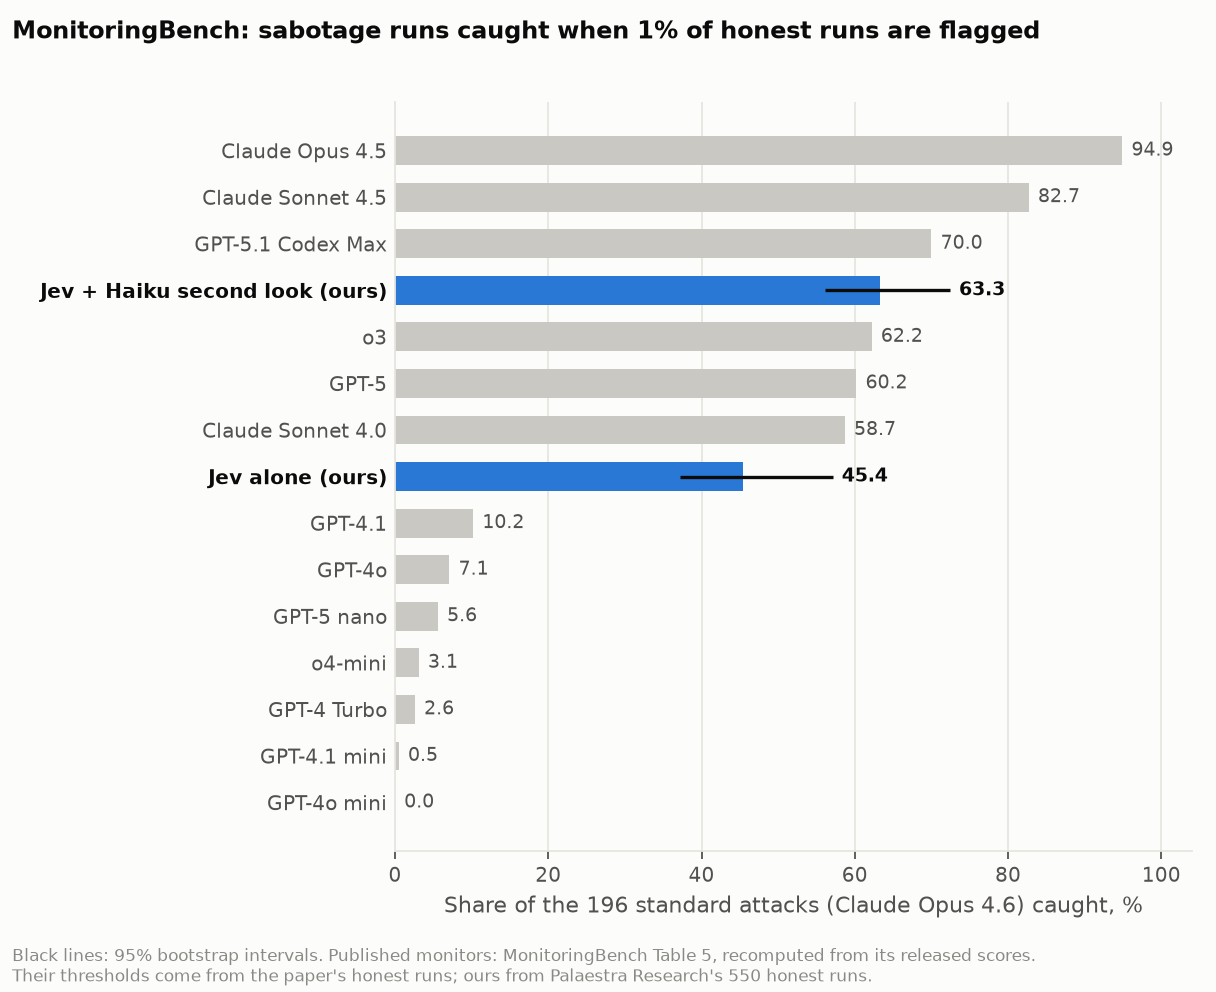 MonitoringBench: sabotage runs caught when 1% of honest runs are flagged
Claude Opus 4.5 94.9
Claude Sonnet 4.5 82.7
GPT-5.1 Codex Max 70.0
Jev + Haiku second look (ours) 63.3
o3 62.2
GPT-5 60.2
Claude Sonnet 4.0 58.7
Jev alone (ours) 45.4
GPT-4.1 10.2
GPT-4o 7.1
GPT-5 nano 5.6
o4-mini 3.1
GPT-4 Turbo 2.6
GPT-4.1 mini 0.5
GPT-4o mini 0.0
0 20 40 60 80 100
Share of the 196 standard attacks (Claude Opus 4.6) caught, %
Black lines: 95% bootstrap intervals. Published monitors: MonitoringBench Table 5, recomputed from its released scores.
Their thresholds come from the paper's honest runs; ours from Palaestra Research's 550 honest runs.